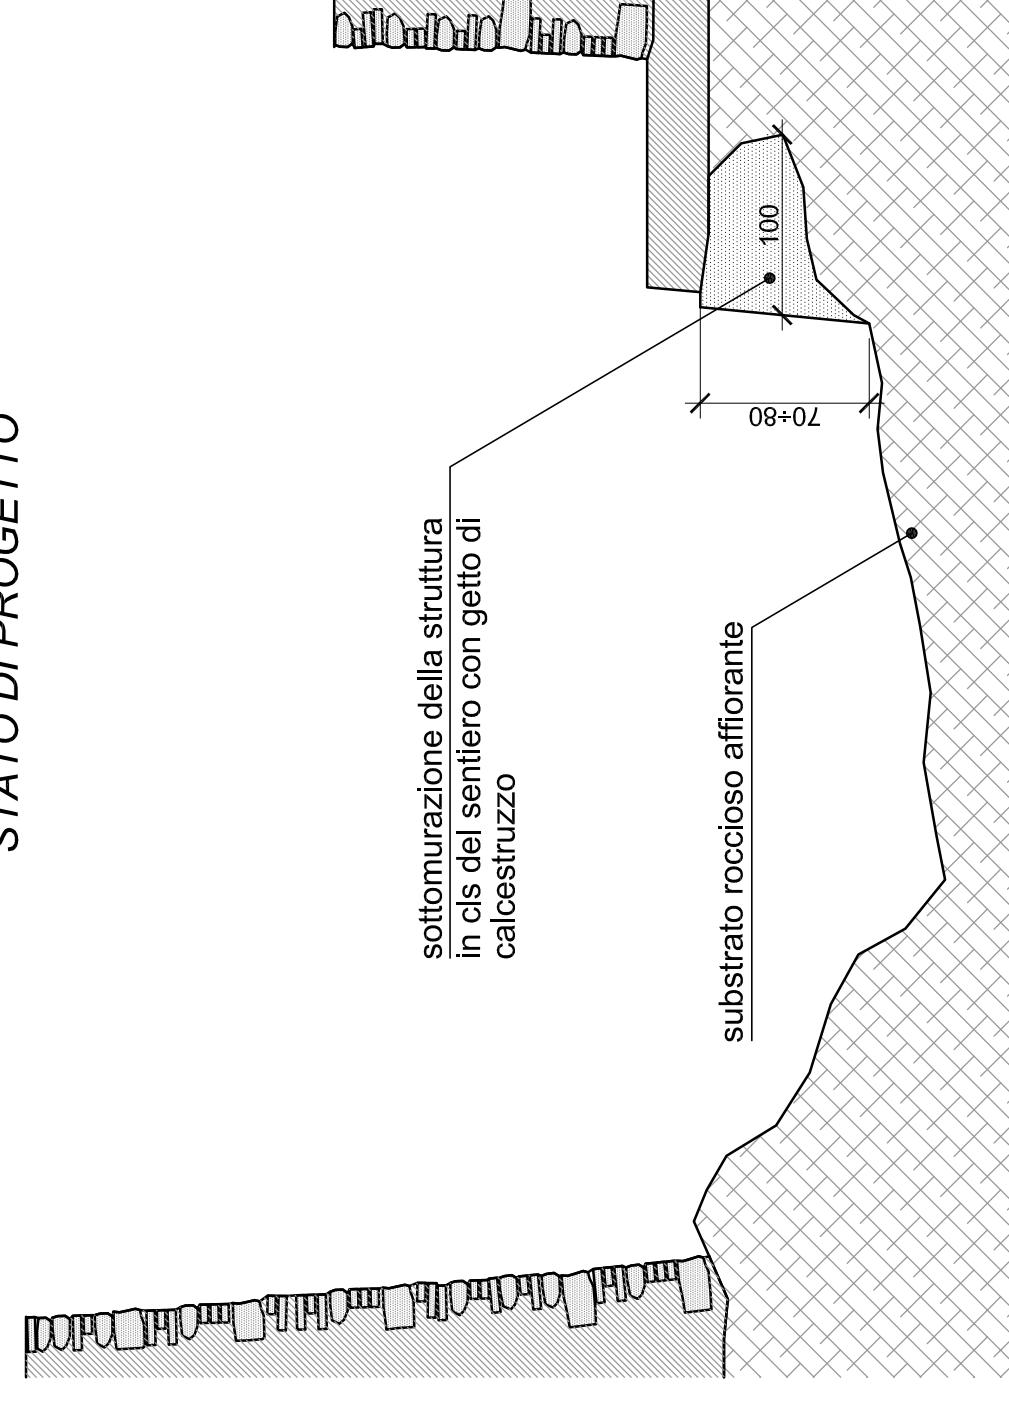 STATO DI PROGETTO
sottomurazione della struttura
in cls del sentiero con getto di
calcestruzzo
substrato roccioso affiorante
100
70÷80